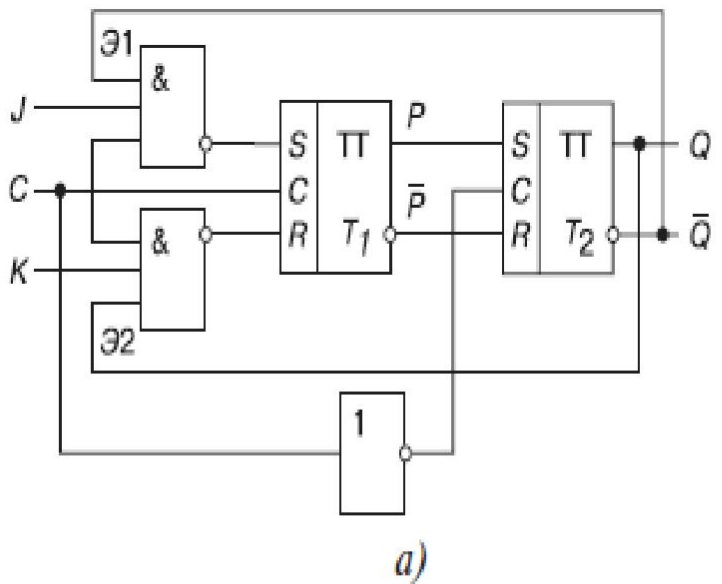 Э1
&
J
S TT P S TT Q
C C P̅ C
& R T₁ R T₂ Q̅
K
Э2
1
а)